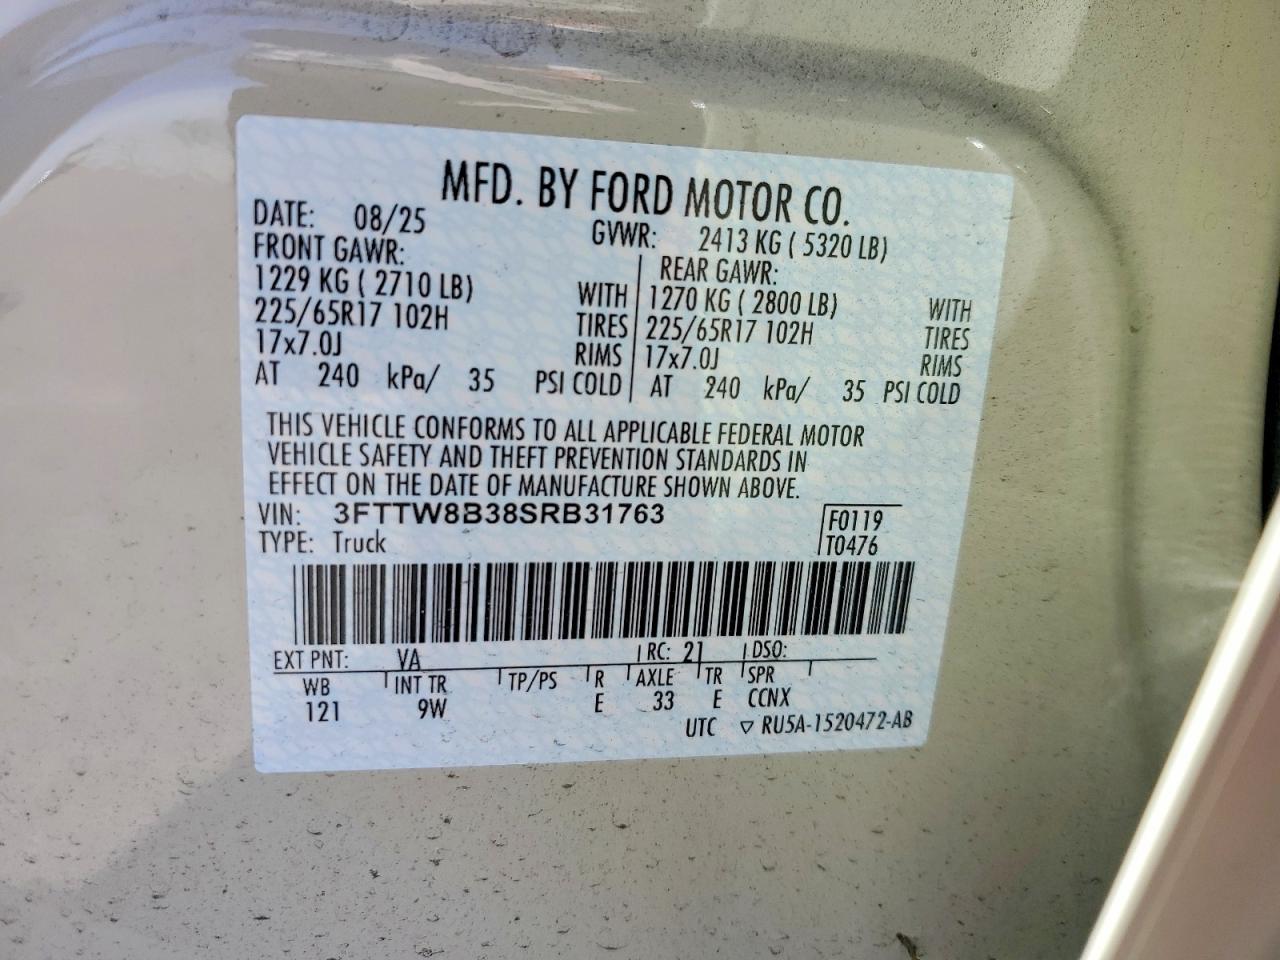 MFD. BY FORD MOTOR CO.
DATE: 08/25 GVWR: 2413 KG ( 5320 LB)
FRONT GAWR: REAR GAWR:
1229 KG ( 2710 LB) WITH 1270 KG ( 2800 LB) WITH
225/65R17 102H TIRES 225/65R17 102H TIRES
17x7.0J RIMS 17x7.0J RIMS
AT 240 kPa/ 35 PSI COLD AT 240 kPa/ 35 PSI COLD
THIS VEHICLE CONFORMS TO ALL APPLICABLE FEDERAL MOTOR
VEHICLE SAFETY AND THEFT PREVENTION STANDARDS IN
EFFECT ON THE DATE OF MANUFACTURE SHOWN ABOVE.
VIN: 3FTTW8B38SRB31763 F0119
TYPE: Truck T0476
EXT PNT: VA RC: 21 DSO:
WB INT TR TP/PS R AXLE TR SPR
121 9W E 33 E CCNX
UTC ▽ RU5A-1520472-AB